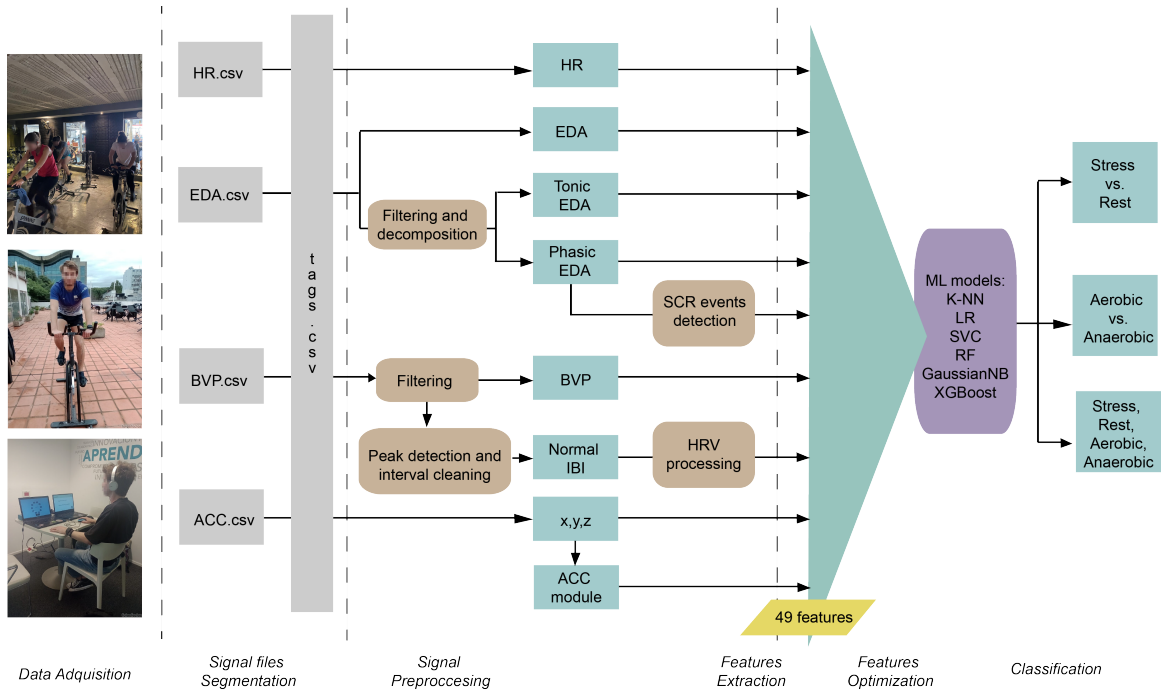 HR.csv
EDA.csv
BVP.csv
ACC.csv
tags.csv
HR
EDA
Filtering and
decomposition
Tonic
EDA
Phasic
EDA
SCR events
detection
Filtering
BVP
Peak detection and
interval cleaning
Normal
IBI
HRV
processing
x,y,z
ACC
module
49 features
ML models:
K-NN
LR
SVC
RF
GaussianNB
XGBoost
Stress
vs.
Rest
Aerobic
vs.
Anaerobic
Stress,
Rest,
Aerobic,
Anaerobic
APREND
Data Adquisition
Signal files
Segmentation
Signal
Preproccesing
Features
Extraction
Features
Optimization
Classification